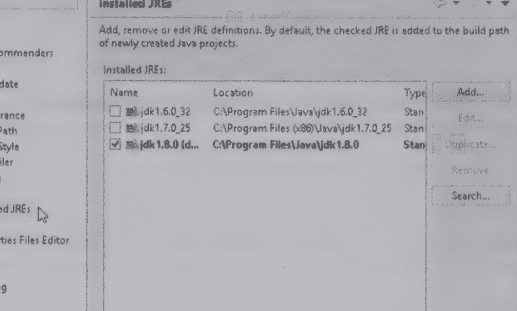 Installed JREs
Add, remove or edit JRE definitions. By default, the checked JRE is added to the build path
of newly created Java projects.
Installed JREs:
Name Location Type
jdk1.6.0_32 C:\Program Files\Java\jdk1.6.0_32 Stan
jdk1.7.0_25 C:\Program Files (x86)\Java\jdk1.7.0_25 Stan
jdk1.8.0 (d... C:\Program Files\Java\jdk1.8.0 Stan
Add...
Edit...
Duplicate...
Remove
Search...
ommenders
date
rance
Path
Style
iler
ed JREs
ties Files Editor
g